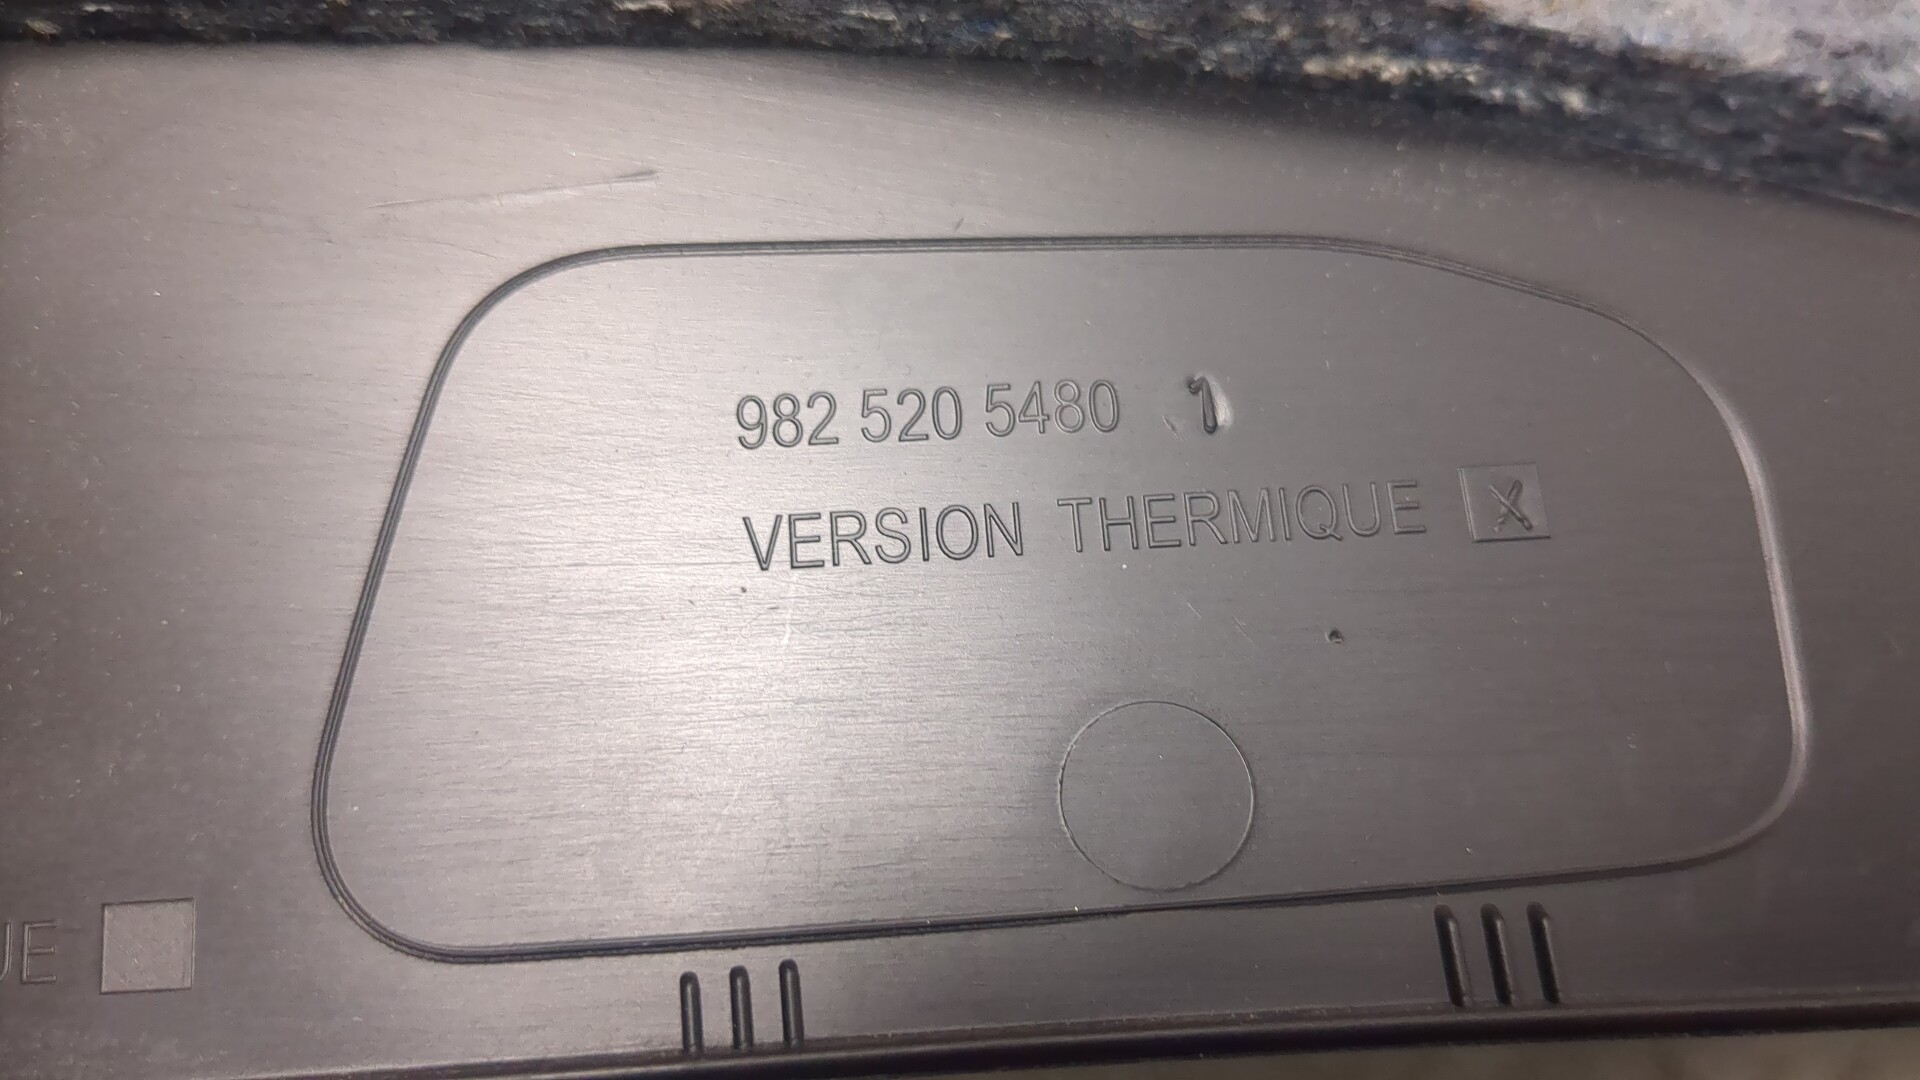 982 520 5480 1
VERSION THERMIQUE X
UE